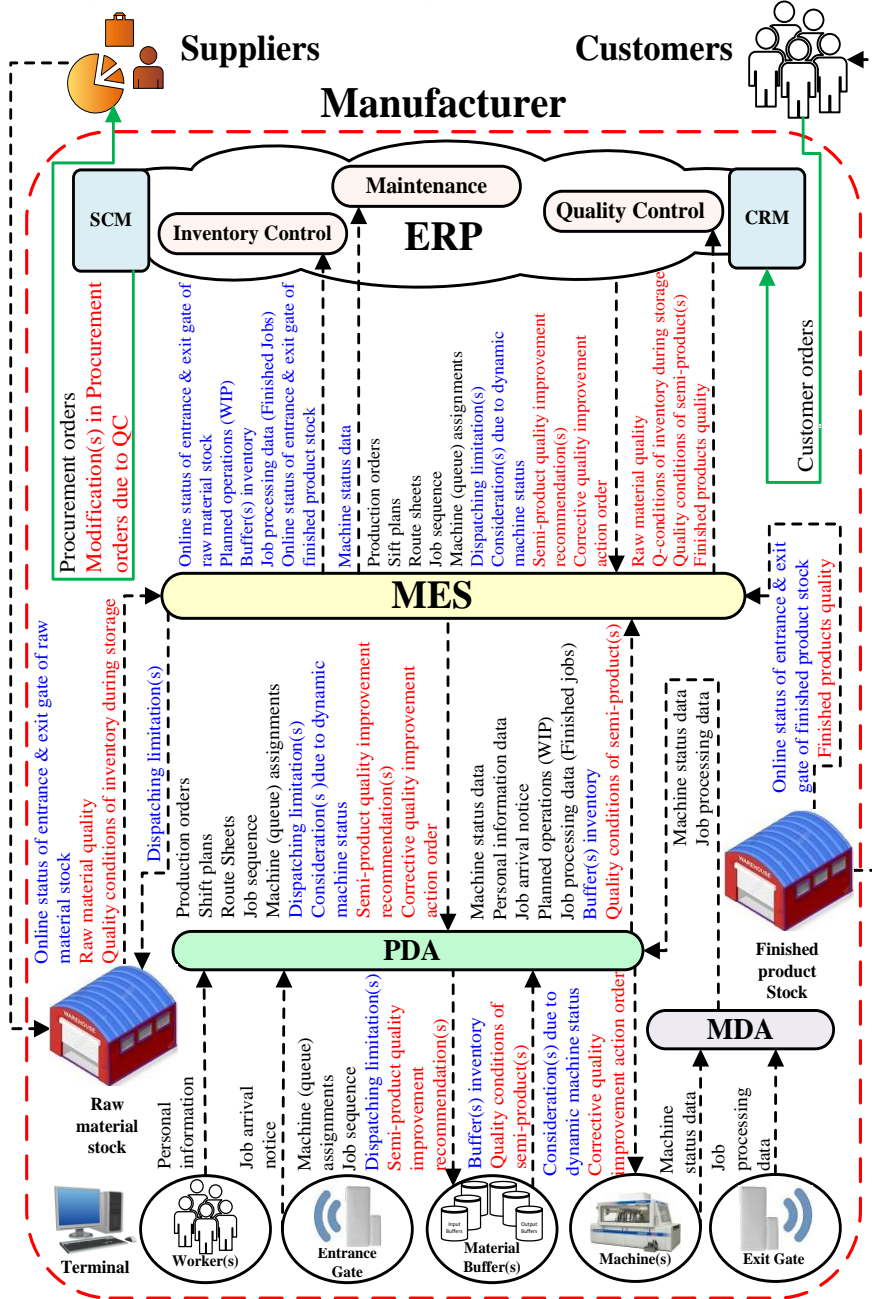 Suppliers
Customers
Manufacturer
SCM
Maintenance
Inventory Control
Quality Control
ERP
CRM
Procurement orders
Modification(s) in Procurement
orders due to QC
Online status of entrance & exit gate of
raw material stock
Planned operations (WIP)
Buffer(s) inventory
Job processing data (Finished Jobs)
Online status of entrance & exit gate of
finished product stock
Machine status data
Production orders
Sift plans
Route sheets
Job sequence
Machine (queue) assignments
Dispatching limitation(s)
Consideration(s) due to dynamic
machine status
Semi-product quality improvement
recommendation(s)
Corrective quality improvement
action order
Raw material quality
Q-conditions of inventory during storage
Quality conditions of semi-product(s)
Finished products quality
Customer orders
MES
Online status of entrance & exit gate of raw
material stock
Raw material quality
Quality conditions of inventory during storage
Dispatching limitation(s)
Production orders
Shift plans
Route Sheets
Job sequence
Machine (queue) assignments
Dispatching limitation(s)
Consideration(s )due to dynamic
machine status
Semi-product quality improvement
recommendation(s)
Corrective quality improvement
action order
Machine status data
Personal information data
Job arrival notice
Planned operations (WIP)
Job processing data (Finished jobs)
Buffer(s) inventory
Quality conditions of semi-product(s)
Machine status data
Job processing data
Online status of entrance & exit
gate of finished product stock
Finished products quality
WAREHOUSE
Finished
product
Stock
PDA
MDA
WAREHOUSE
Raw
material
stock
Personal
information
Job arrival
notice
Machine (queue)
assignments
Job sequence
Dispatching limitation(s)
Semi-product quality
improvement
recommendation(s)
Buffer(s) inventory
Quality conditions of
semi-product(s)
Consideration(s) due to
dynamic machine status
Corrective quality
improvement action order
Machine
status data
Job
processing
data
Terminal
Worker(s)
Entrance
Gate
Input
Buffers
Output
Buffers
Material
Buffer(s)
Machine(s)
Exit Gate